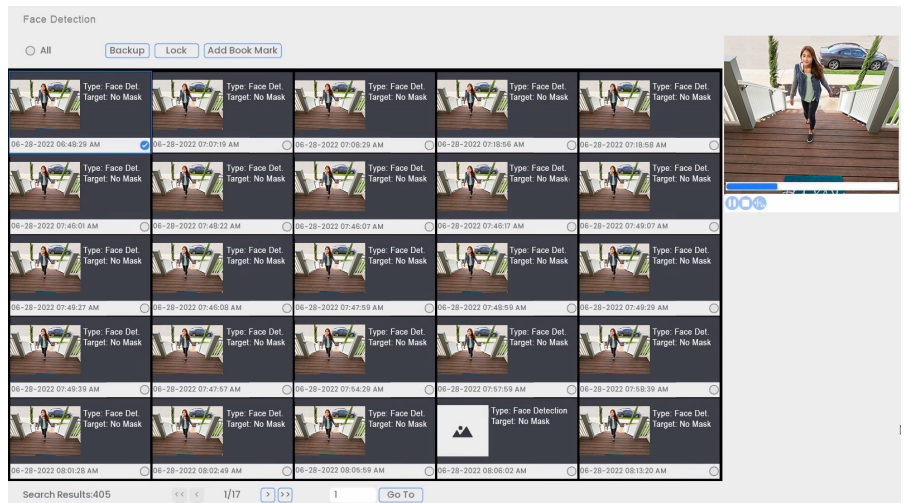 Face Detection
All Backup Lock Add Book Mark
Type: Face Det. Type: Face Det. Type: Face Det. Type: Face Det. Type: Face Det.
Target: No Mask Target: No Mask Target: No Mask Target: No Mask Target: No Mask
06-28-2022 06:48:29 AM 06-28-2022 07:07:19 AM 06-28-2022 07:08:29 AM 06-28-2022 07:18:56 AM 06-28-2022 07:18:58 AM
Type: Face Det. Type: Face Det. Type: Face Det. Type: Face Det. Type: Face Det.
Target: No Mask Target: No Mask Target: No Mask Target: No Mask. Target: No Mask
06-28-2022 07:46:01 AM 06-28-2022 07:48:22 AM 06-28-2022 07:46:07 AM 06-28-2022 07:46:17 AM 06-28-2022 07:49:07 AM
Type: Face Det. Type: Face Det. Type: Face Det. Type: Face Det. Type: Face Det.
Target: No Mask Target: No Mask Target: No Mask Target: No Mask Target: No Mask
06-28-2022 07:49:27 AM 06-28-2022 07:46:08 AM 06-28-2022 07:47:59 AM 06-28-2022 07:48:59 AM 06-28-2022 07:49:29 AM
Type: Face Det. Type: Face Det. Type: Face Det. Type: Face Det. Type: Face Det.
Target: No Mask Target: No Mask Target: No Mask Target: No Mask Target: No Mask
06-28-2022 07:49:39 AM 06-28-2022 07:47:57 AM 06-28-2022 07:54:29 AM 06-28-2022 07:57:59 AM 06-28-2022 07:58:39 AM
Type: Face Det. Type: Face Det. Type: Face Det. Type: Face Detection Type: Face Det.
Target: No Mask Target: No Mask Target: No Mask Target: No Mask Target: No Mask
06-28-2022 08:01:28 AM 06-28-2022 08:02:49 AM 06-28-2022 08:05:59 AM 06-28-2022 08:06:02 AM 06-28-2022 08:13:20 AM
Search Results:405 << < 1/17 > >> 1 Go To